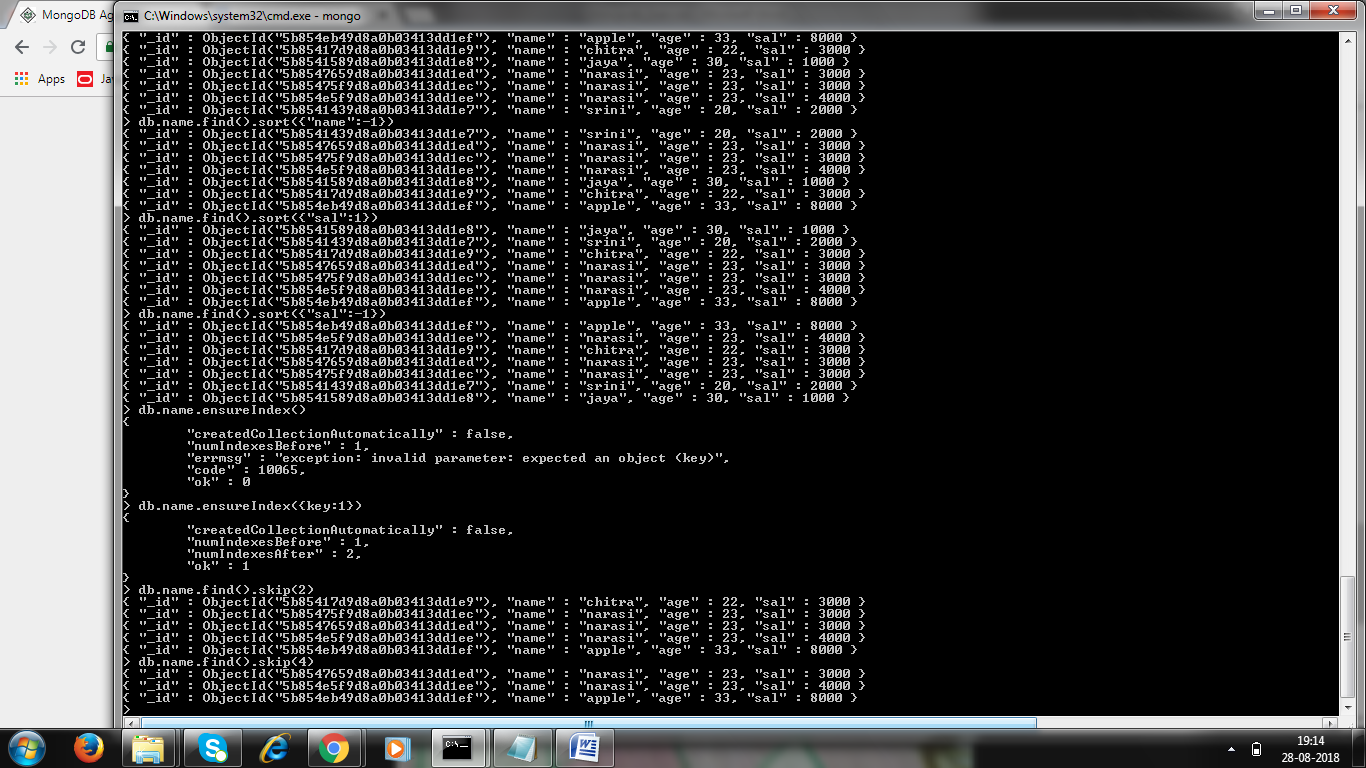 MongoDB Ag
C:\Windows\system32\cmd.exe - mongo
Apps
Ja
{ "_id" : ObjectId("5b854eb49d8a0b03413dd1ef"), "name" : "apple", "age" : 33, "sal" : 8000 }
{ "_id" : ObjectId("5b85417d9d8a0b03413dd1e9"), "name" : "chitra", "age" : 22, "sal" : 3000 }
{ "_id" : ObjectId("5b8541589d8a0b03413dd1e8"), "name" : "jaya", "age" : 30, "sal" : 1000 }
{ "_id" : ObjectId("5b8547659d8a0b03413dd1ed"), "name" : "narasi", "age" : 23, "sal" : 3000 }
{ "_id" : ObjectId("5b85475f9d8a0b03413dd1ec"), "name" : "narasi", "age" : 23, "sal" : 3000 }
{ "_id" : ObjectId("5b854e5f9d8a0b03413dd1ee"), "name" : "narasi", "age" : 23, "sal" : 4000 }
{ "_id" : ObjectId("5b8541439d8a0b03413dd1e7"), "name" : "srini", "age" : 20, "sal" : 2000 }
> db.name.find().sort({"name":-1})
{ "_id" : ObjectId("5b8541439d8a0b03413dd1e7"), "name" : "srini", "age" : 20, "sal" : 2000 }
{ "_id" : ObjectId("5b8547659d8a0b03413dd1ed"), "name" : "narasi", "age" : 23, "sal" : 3000 }
{ "_id" : ObjectId("5b85475f9d8a0b03413dd1ec"), "name" : "narasi", "age" : 23, "sal" : 3000 }
{ "_id" : ObjectId("5b854e5f9d8a0b03413dd1ee"), "name" : "narasi", "age" : 23, "sal" : 4000 }
{ "_id" : ObjectId("5b8541589d8a0b03413dd1e8"), "name" : "jaya", "age" : 30, "sal" : 1000 }
{ "_id" : ObjectId("5b85417d9d8a0b03413dd1e9"), "name" : "chitra", "age" : 22, "sal" : 3000 }
{ "_id" : ObjectId("5b854eb49d8a0b03413dd1ef"), "name" : "apple", "age" : 33, "sal" : 8000 }
> db.name.find().sort({"sal":1})
{ "_id" : ObjectId("5b8541589d8a0b03413dd1e8"), "name" : "jaya", "age" : 30, "sal" : 1000 }
{ "_id" : ObjectId("5b8541439d8a0b03413dd1e7"), "name" : "srini", "age" : 20, "sal" : 2000 }
{ "_id" : ObjectId("5b85417d9d8a0b03413dd1e9"), "name" : "chitra", "age" : 22, "sal" : 3000 }
{ "_id" : ObjectId("5b8547659d8a0b03413dd1ed"), "name" : "narasi", "age" : 23, "sal" : 3000 }
{ "_id" : ObjectId("5b85475f9d8a0b03413dd1ec"), "name" : "narasi", "age" : 23, "sal" : 3000 }
{ "_id" : ObjectId("5b854e5f9d8a0b03413dd1ee"), "name" : "narasi", "age" : 23, "sal" : 4000 }
{ "_id" : ObjectId("5b854eb49d8a0b03413dd1ef"), "name" : "apple", "age" : 33, "sal" : 8000 }
> db.name.find().sort({"sal":-1})
{ "_id" : ObjectId("5b854eb49d8a0b03413dd1ef"), "name" : "apple", "age" : 33, "sal" : 8000 }
{ "_id" : ObjectId("5b854e5f9d8a0b03413dd1ee"), "name" : "narasi", "age" : 23, "sal" : 4000 }
{ "_id" : ObjectId("5b85417d9d8a0b03413dd1e9"), "name" : "chitra", "age" : 22, "sal" : 3000 }
{ "_id" : ObjectId("5b8547659d8a0b03413dd1ed"), "name" : "narasi", "age" : 23, "sal" : 3000 }
{ "_id" : ObjectId("5b85475f9d8a0b03413dd1ec"), "name" : "narasi", "age" : 23, "sal" : 3000 }
{ "_id" : ObjectId("5b8541439d8a0b03413dd1e7"), "name" : "srini", "age" : 20, "sal" : 2000 }
{ "_id" : ObjectId("5b8541589d8a0b03413dd1e8"), "name" : "jaya", "age" : 30, "sal" : 1000 }
> db.name.ensureIndex()
{
"createdCollectionAutomatically" : false,
"numIndexesBefore" : 1,
"errmsg" : "exception: invalid parameter: expected an object (key)",
"code" : 10065,
"ok" : 0
}
> db.name.ensureIndex({key:1})
{
"createdCollectionAutomatically" : false,
"numIndexesBefore" : 1,
"numIndexesAfter" : 2,
"ok" : 1
}
> db.name.find().skip(2)
{ "_id" : ObjectId("5b85417d9d8a0b03413dd1e9"), "name" : "chitra", "age" : 22, "sal" : 3000 }
{ "_id" : ObjectId("5b85475f9d8a0b03413dd1ec"), "name" : "narasi", "age" : 23, "sal" : 3000 }
{ "_id" : ObjectId("5b8547659d8a0b03413dd1ed"), "name" : "narasi", "age" : 23, "sal" : 3000 }
{ "_id" : ObjectId("5b854e5f9d8a0b03413dd1ee"), "name" : "narasi", "age" : 23, "sal" : 4000 }
{ "_id" : ObjectId("5b854eb49d8a0b03413dd1ef"), "name" : "apple", "age" : 33, "sal" : 8000 }
> db.name.find().skip(4)
{ "_id" : ObjectId("5b8547659d8a0b03413dd1ed"), "name" : "narasi", "age" : 23, "sal" : 3000 }
{ "_id" : ObjectId("5b854e5f9d8a0b03413dd1ee"), "name" : "narasi", "age" : 23, "sal" : 4000 }
{ "_id" : ObjectId("5b854eb49d8a0b03413dd1ef"), "name" : "apple", "age" : 33, "sal" : 8000 }
>
19:14
28-08-2018